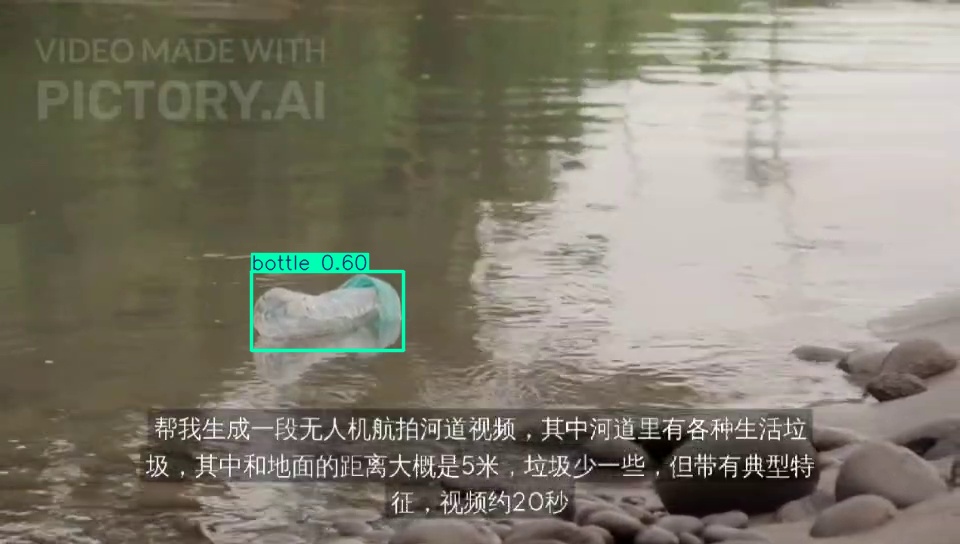 VIDEO MADE WITH
PICTORY.AI
bottle 0.60
帮我生成一段无人机航拍河道视频，其中河道里有各种生活垃
圾，其中和地面的距离大概是5米，垃圾少一些，但带有典型特
征，视频约20秒